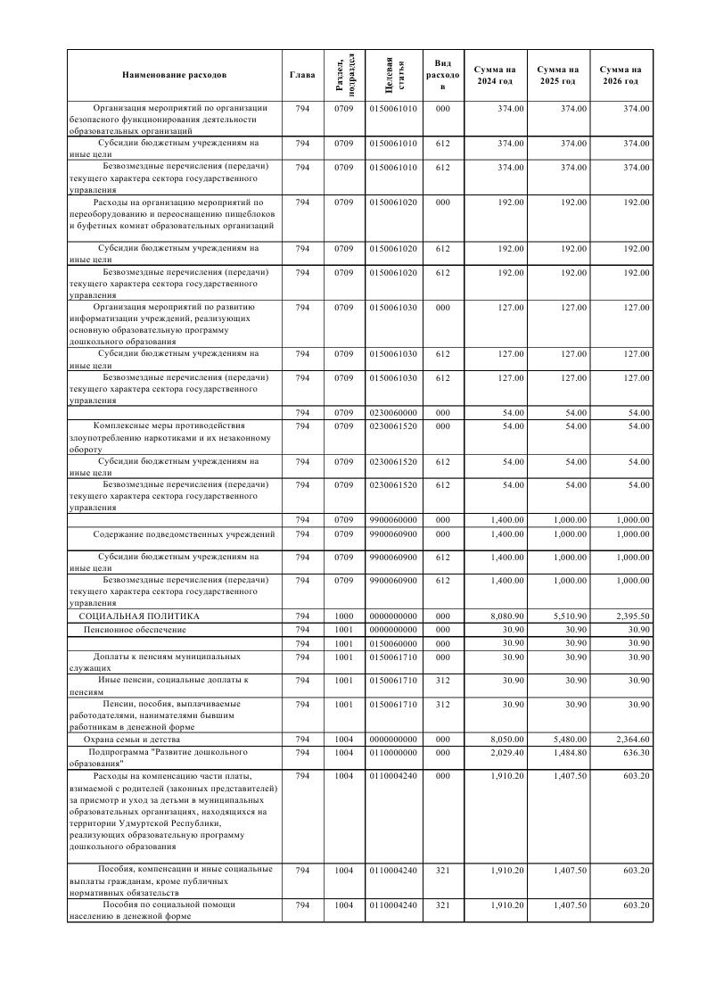 Наименование расходов Глава Раздел, подраздел Целевая статья Вид расходо в Сумма на 2024 год Сумма на 2025 год Сумма на 2026 год
Организация мероприятий по организации 794 0709 0150061010 000 374.00 374.00 374.00
безопасного функционирования деятельности
образовательных организаций
Субсидии бюджетным учреждениям на 794 0709 0150061010 612 374.00 374.00 374.00
иные цели
Безвозмездные перечисления (передачи) 794 0709 0150061010 612 374.00 374.00 374.00
текущего характера сектора государственного
управления
Расходы на организацию мероприятий по 794 0709 0150061020 000 192.00 192.00 192.00
переоборудованию и переоснащению пищеблоков
и буфетных комнат образовательных организаций
Субсидии бюджетным учреждениям на 794 0709 0150061020 612 192.00 192.00 192.00
иные цели
Безвозмездные перечисления (передачи) 794 0709 0150061020 612 192.00 192.00 192.00
текущего характера сектора государственного
управления
Организация мероприятий по развитию 794 0709 0150061030 000 127.00 127.00 127.00
информатизации учреждений, реализующих
основную образовательную программу
дошкольного образования
Субсидии бюджетным учреждениям на 794 0709 0150061030 612 127.00 127.00 127.00
иные цели
Безвозмездные перечисления (передачи) 794 0709 0150061030 612 127.00 127.00 127.00
текущего характера сектора государственного
управления
794 0709 0230060000 000 54.00 54.00 54.00
Комплексные меры противодействия 794 0709 0230061520 000 54.00 54.00 54.00
злоупотреблению наркотиками и их незаконному
обороту
Субсидии бюджетным учреждениям на 794 0709 0230061520 612 54.00 54.00 54.00
иные цели
Безвозмездные перечисления (передачи) 794 0709 0230061520 612 54.00 54.00 54.00
текущего характера сектора государственного
управления
794 0709 9900060000 000 1,400.00 1,000.00 1,000.00
Содержание подведомственных учреждений 794 0709 9900060900 000 1,400.00 1,000.00 1,000.00
Субсидии бюджетным учреждениям на 794 0709 9900060900 612 1,400.00 1,000.00 1,000.00
иные цели
Безвозмездные перечисления (передачи) 794 0709 9900060900 612 1,400.00 1,000.00 1,000.00
текущего характера сектора государственного
управления
СОЦИАЛЬНАЯ ПОЛИТИКА 794 1000 0000000000 000 8,080.90 5,510.90 2,395.50
Пенсионное обеспечение 794 1001 0000000000 000 30.90 30.90 30.90
794 1001 0150060000 000 30.90 30.90 30.90
Доплаты к пенсиям муниципальных 794 1001 0150061710 000 30.90 30.90 30.90
служащих
Иные пенсии, социальные доплаты к 794 1001 0150061710 312 30.90 30.90 30.90
пенсиям
Пенсии, пособия, выплачиваемые 794 1001 0150061710 312 30.90 30.90 30.90
работодателями, нанимателями бывшим
работникам в денежной форме
Охрана семьи и детства 794 1004 0000000000 000 8,050.00 5,480.00 2,364.60
Подпрограмма "Развитие дошкольного 794 1004 0110000000 000 2,029.40 1,484.80 636.30
образования"
Расходы на компенсацию части платы, 794 1004 0110004240 000 1,910.20 1,407.50 603.20
взимаемой с родителей (законных представителей)
за присмотр и уход за детьми в муниципальных
образовательных организациях, находящихся на
территории Удмуртской Республики,
реализующих образовательную программу
дошкольного образования
Пособия, компенсации и иные социальные 794 1004 0110004240 321 1,910.20 1,407.50 603.20
выплаты гражданам, кроме публичных
нормативных обязательств
Пособия по социальной помощи 794 1004 0110004240 321 1,910.20 1,407.50 603.20
населению в денежной форме